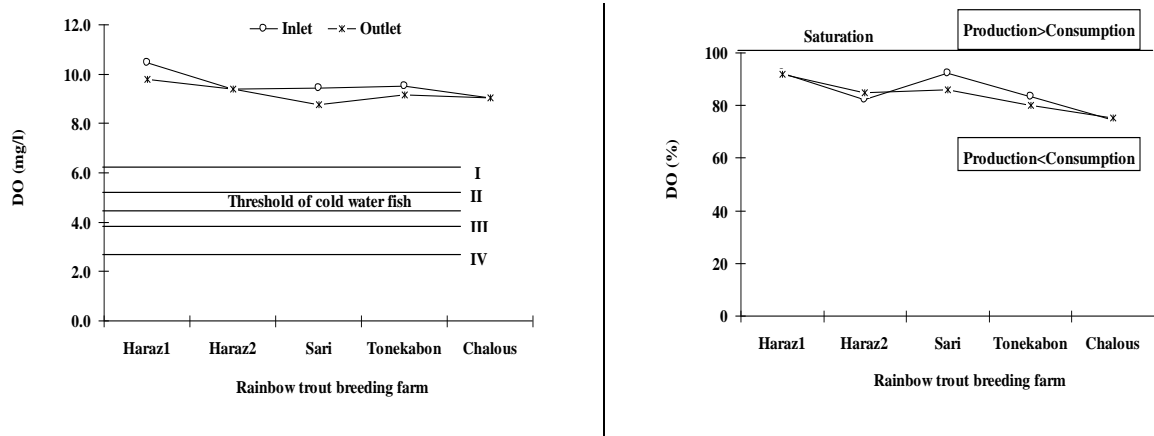 12.0
10.0
8.0
6.0
4.0
2.0
0.0
DO (mg/l)
Inlet Outlet
I
II
Threshold of cold water fish
III
IV
Haraz1 Haraz2 Sari Tonekabon Chalous
Rainbow trout breeding farm
Production>Consumption
Saturation
100
80
60
40
20
0
DO (%)
Production<Consumption
Haraz1 Haraz2 Sari Tonekabon Chalous
Rainbow trout breeding farm